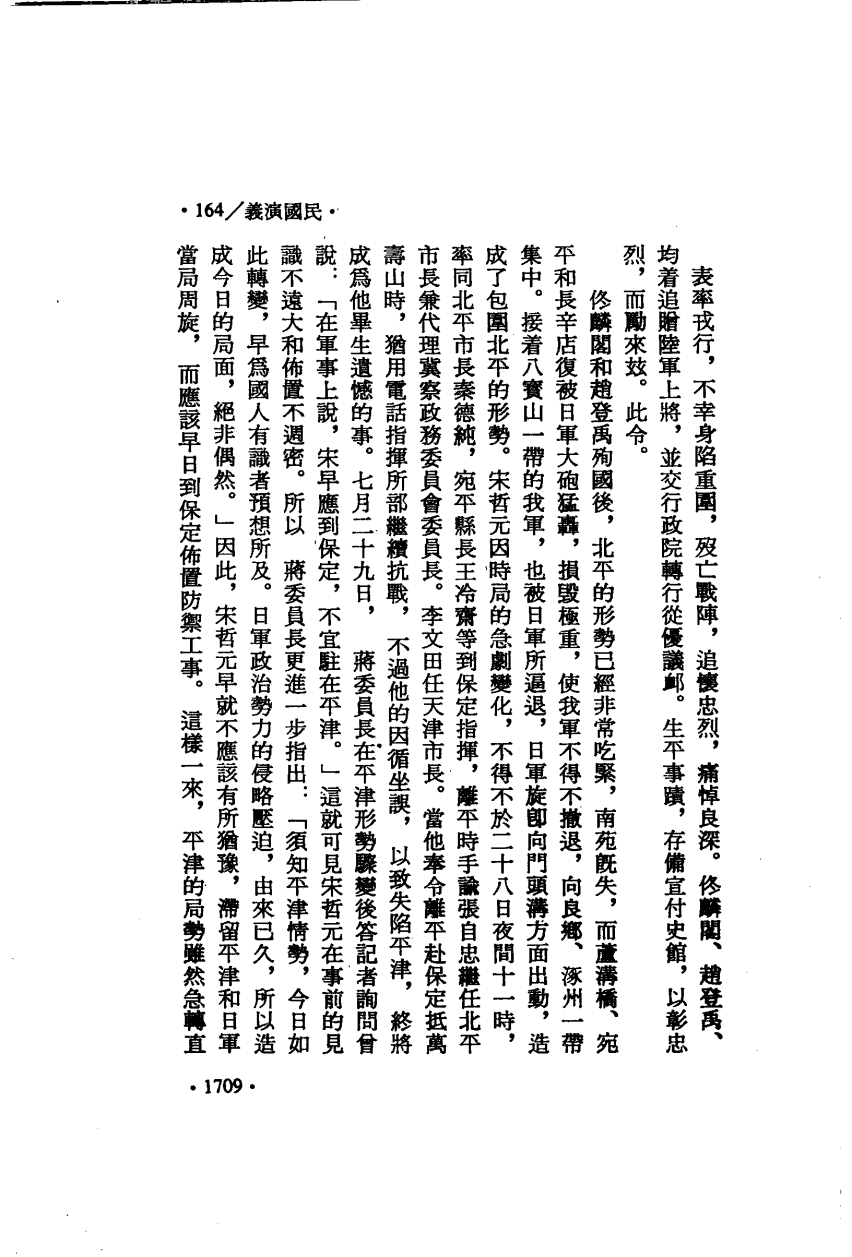 •164/義演國民•
表率戎行，不幸身陷重圍，歿亡戰陣，追懷忠烈，痛悼良深。佟麟閣、趙登禹、
均着追贈陸軍上將，並交行政院轉行從優議卹。生平事蹟，存備宣付史館，以彰忠
烈，而勵來玆。此令。
佟麟閣和趙登禹殉國後，北平的形勢已經非常吃緊，南苑旣失，而蘆溝橋、宛
平和長辛店復被日軍大砲猛轟，損毀極重，使我軍不得不撤退，向良鄉、涿州一帶
集中。接着八寶山一帶的我軍，也被日軍所逼退，日軍旋卽向門頭溝方面出動，造
成了包圍北平的形勢。宋哲元因時局的急劇變化，不得不於二十八日夜間十一時，
率同北平市長秦德純，宛平縣長王冷齋等到保定指揮，離平時手諭張自忠繼任北平
市長兼代理冀察政務委員會委員長。李文田任天津市長。當他奉令離平赴保定抵萬
壽山時，猶用電話指揮所部繼續抗戰，不過他的因循坐誤，以致失陷平津，終將
成爲他畢生遺憾的事。七月二十九日，　蔣委員長在平津形勢驟變後答記者詢問曾
說：「在軍事上說，宋早應到保定，不宜駐在平津。」這就可見宋哲元在事前的見
識不遠大和佈置不週密。所以　蔣委員長更進一步指出：「須知平津情勢，今日如
此轉變，早爲國人有識者預想所及。日軍政治勢力的侵略壓迫，由來已久，所以造
成今日的局面，絕非偶然。」因此，宋哲元早就不應該有所猶豫，滯留平津和日軍
當局周旋，而應該早日到保定佈置防禦工事。這樣一來，平津的局勢雖然急轉直
•1709•